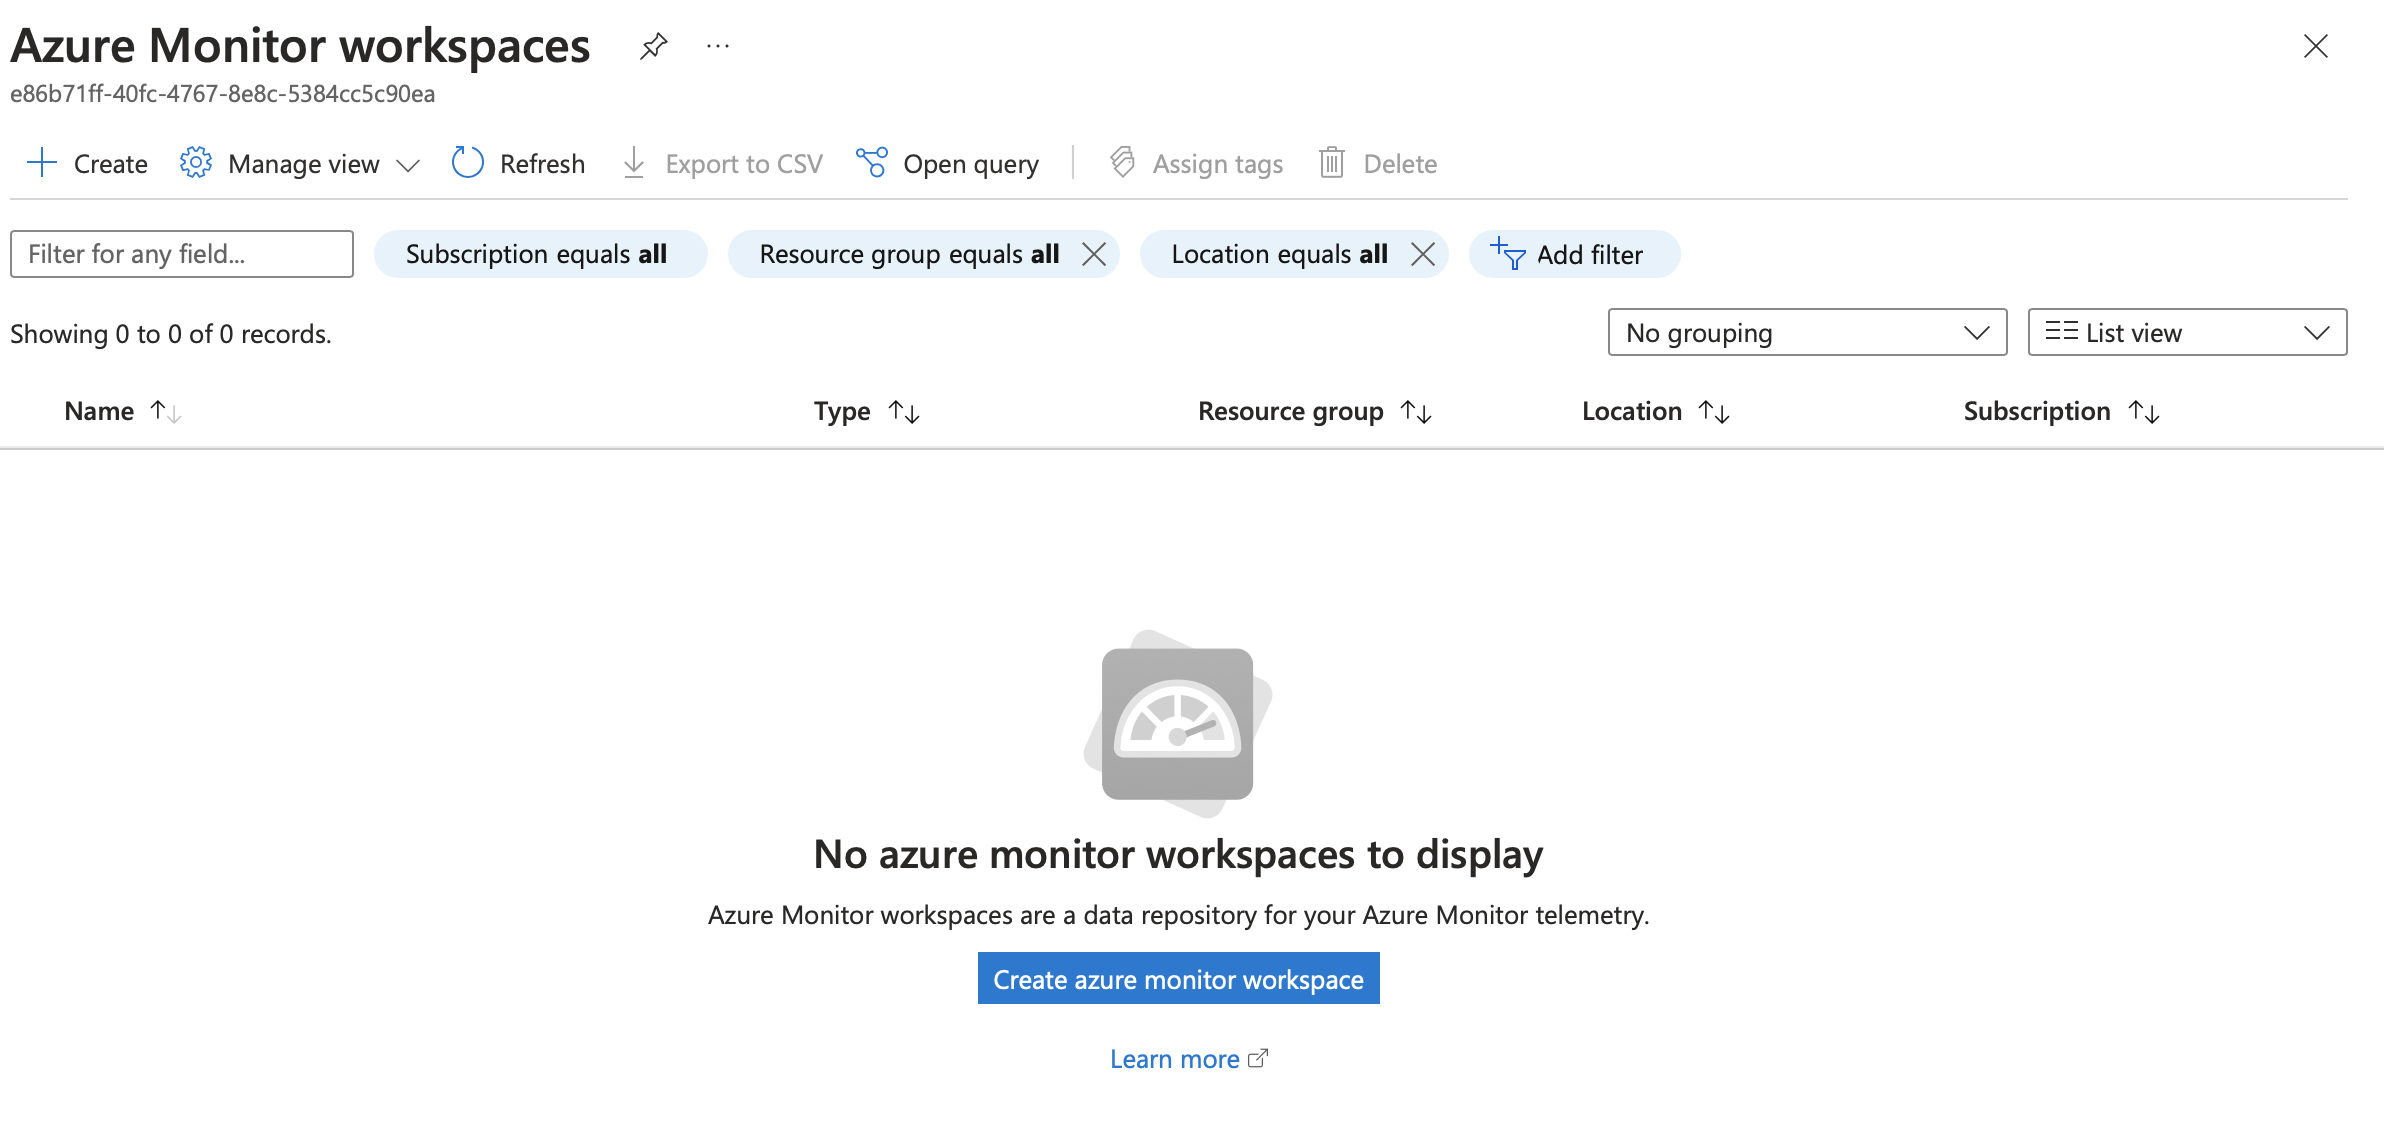 Azure Monitor workspaces ...
e86b71ff-40fc-4767-8e8c-5384cc5c90ea
Create Manage view Refresh Export to CSV Open query Assign tags Delete
Filter for any field... Subscription equals all Resource group equals all Location equals all Add filter
Showing 0 to 0 of 0 records. No grouping List view
Name Type Resource group Location Subscription
No azure monitor workspaces to display
Azure Monitor workspaces are a data repository for your Azure Monitor telemetry.
Create azure monitor workspace
Learn more